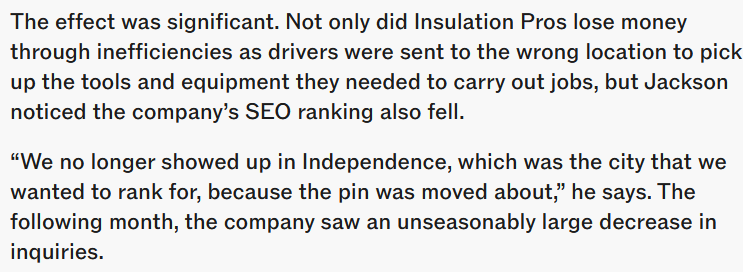 The effect was significant. Not only did Insulation Pros lose money
through inefficiencies as drivers were sent to the wrong location to pick
up the tools and equipment they needed to carry out jobs, but Jackson
noticed the company’s SEO ranking also fell.
“We no longer showed up in Independence, which was the city that we
wanted to rank for, because the pin was moved about,” he says. The
following month, the company saw an unseasonably large decrease in
inquiries.